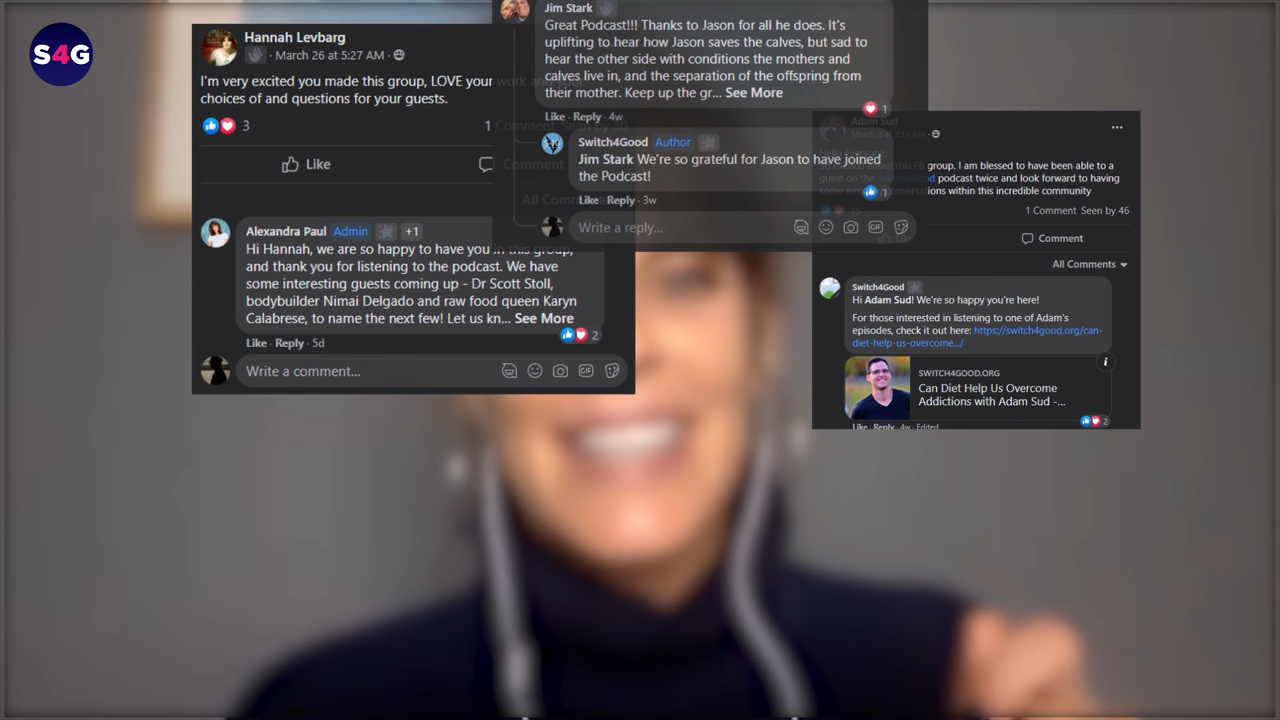 S4G
Hannah Levbarg
March 26 at 5:27 AM ·
I'm very excited you made this group, LOVE your work and your
choices of and questions for your guests.
3
1 Comment Seen by 30
Like
Comment
All Comments
Alexandra Paul Admin +1
Hi Hannah, we are so happy to have you in this group,
and thank you for listening to the podcast. We have
some interesting guests coming up - Dr Scott Stoll,
bodybuilder Nimai Delgado and raw food queen Karyn
Calabrese, to name the next few! Let us kn... See More
2
Like · Reply · 5d
Write a comment...
GIF
Jim Stark
Great Podcast!!! Thanks to Jason for all he does. It's
uplifting to hear how Jason saves the calves, but sad to
hear the other side with conditions the mothers and
calves live in, and the separation of the offspring from
their mother. Keep up the gr... See More
1
Like · Reply · 4w
Switch4Good Author
Jim Stark We're so grateful for Jason to have joined
the Podcast!
1
Like · Reply · 3w
Write a reply...
GIF
Adam Sud
group. I am blessed to have been able to a
guest on the Switch4Good podcast twice and look forward to having
conversations within this incredible community
1 Comment Seen by 46
Comment
All Comments
Switch4Good
Hi Adam Sud! We're so happy you're here!
For those interested in listening to one of Adam's
episodes, check it out here: https://switch4good.org/can-
diet-help-us-overcome.../
SWITCH4GOOD.ORG
Can Diet Help Us Overcome
Addictions with Adam Sud -...
2
Like · Reply · 4w · Edited